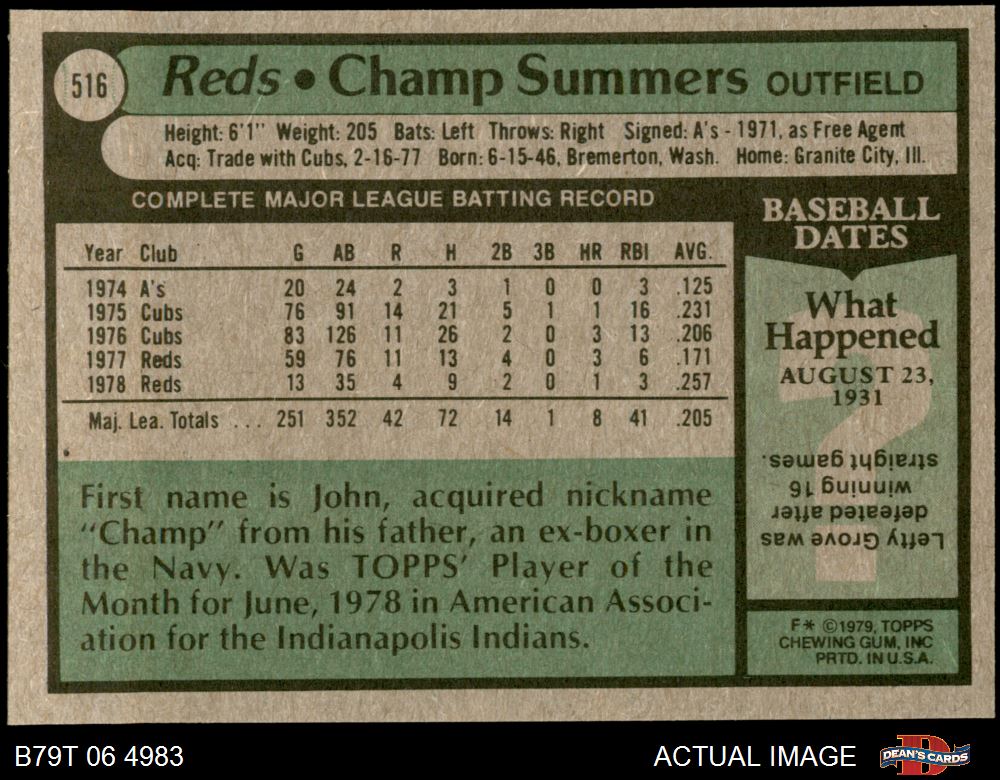 516
Reds • Champ Summers OUTFIELD
Height: 6'1" Weight: 205 Bats: Left Throws: Right Signed: A's - 1971, as Free Agent
Acq: Trade with Cubs, 2-16-77 Born: 6-15-46, Bremerton, Wash. Home: Granite City, Ill.
COMPLETE MAJOR LEAGUE BATTING RECORD
Year Club G AB R H 2B 3B HR RBI AVG.
1974 A's 20 24 2 3 1 0 0 3 .125
1975 Cubs 76 91 14 21 5 1 1 16 .231
1976 Cubs 83 126 11 26 2 0 3 13 .206
1977 Reds 59 76 11 13 4 0 3 6 .171
1978 Reds 13 35 4 9 2 0 1 3 .257
Maj. Lea. Totals ... 251 352 42 72 14 1 8 41 .205
First name is John, acquired nickname
"Champ" from his father, an ex-boxer in
the Navy. Was TOPPS' Player of the
Month for June, 1978 in American Associ-
ation for the Indianapolis Indians.
BASEBALL
DATES
What
Happened
AUGUST 23,
1931
?
Lefty Grove was
defeated after
winning 16
straight games.
F* ©1979, TOPPS
CHEWING GUM, INC
PRTD. IN U.S.A.
B79T 06 4983
ACTUAL IMAGE
D
DEAN'S CARDS